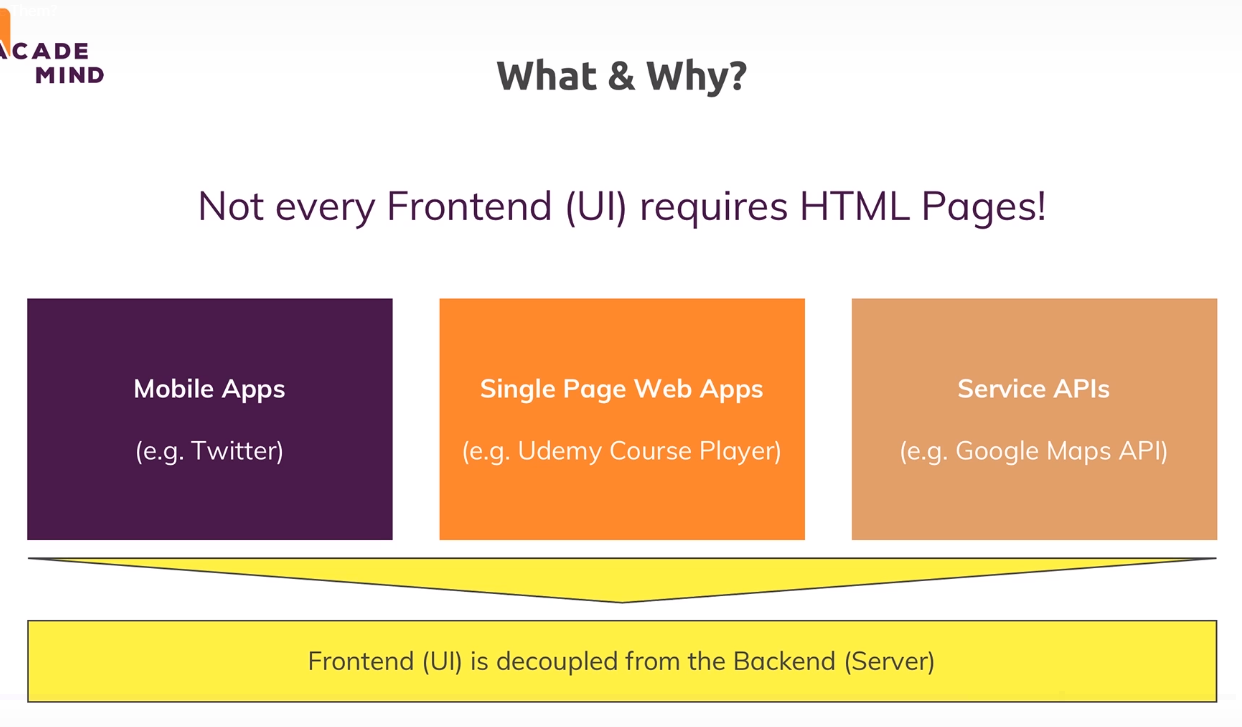 ACADE
MIND
What & Why?
Not every Frontend (UI) requires HTML Pages!
Mobile Apps
(e.g. Twitter)
Single Page Web Apps
(e.g. Udemy Course Player)
Service APIs
(e.g. Google Maps API)
Frontend (UI) is decoupled from the Backend (Server)